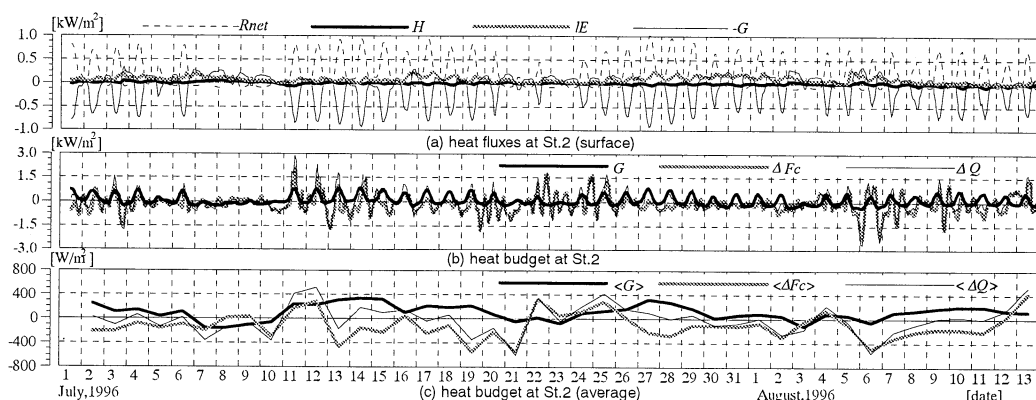 [kW/m²]
Rnet H lE -G
1.0
0.5
0
-0.5
-1.0
(a) heat fluxes at St.2 (surface)
[kW/m²]
3.0
1.5
0
-1.5
-3.0
G ΔFc ΔQ
(b) heat budget at St.2
[W/m²]
800
400
0
-400
-800
<G> <ΔFc> <ΔQ>
1 2 3 4 5 6 7 8 9 10 11 12 13 14 15 16 17 18 19 20 21 22 23 24 25 26 27 28 29 30 31 1 2 3 4 5 6 7 8 9 10 11 12 13
July,1996 (c) heat budget at St.2 (average) August,1996 [date]